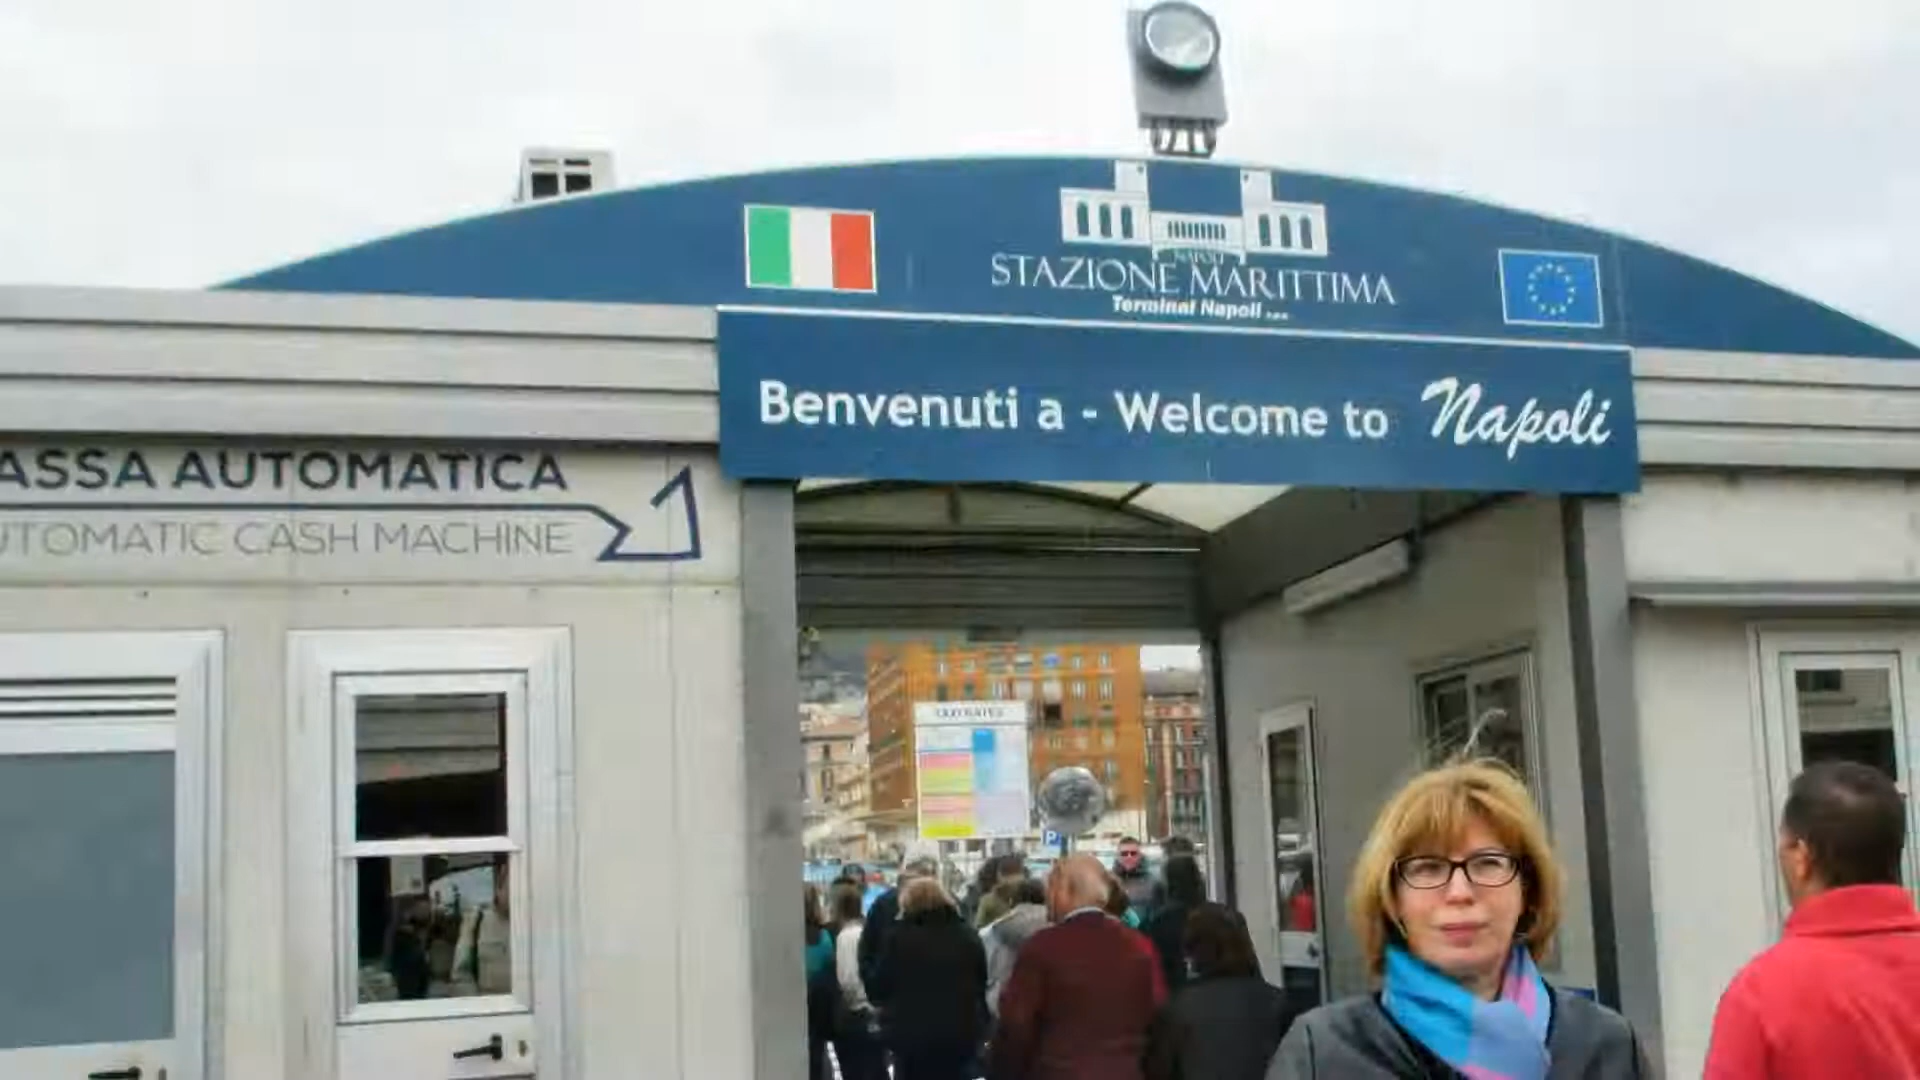 NAPOLI
STAZIONE MARITTIMA
Terminal Napoli
Benvenuti a - Welcome to Napoli
ASSA AUTOMATICA
UTOMATIC CASH MACHINE
P